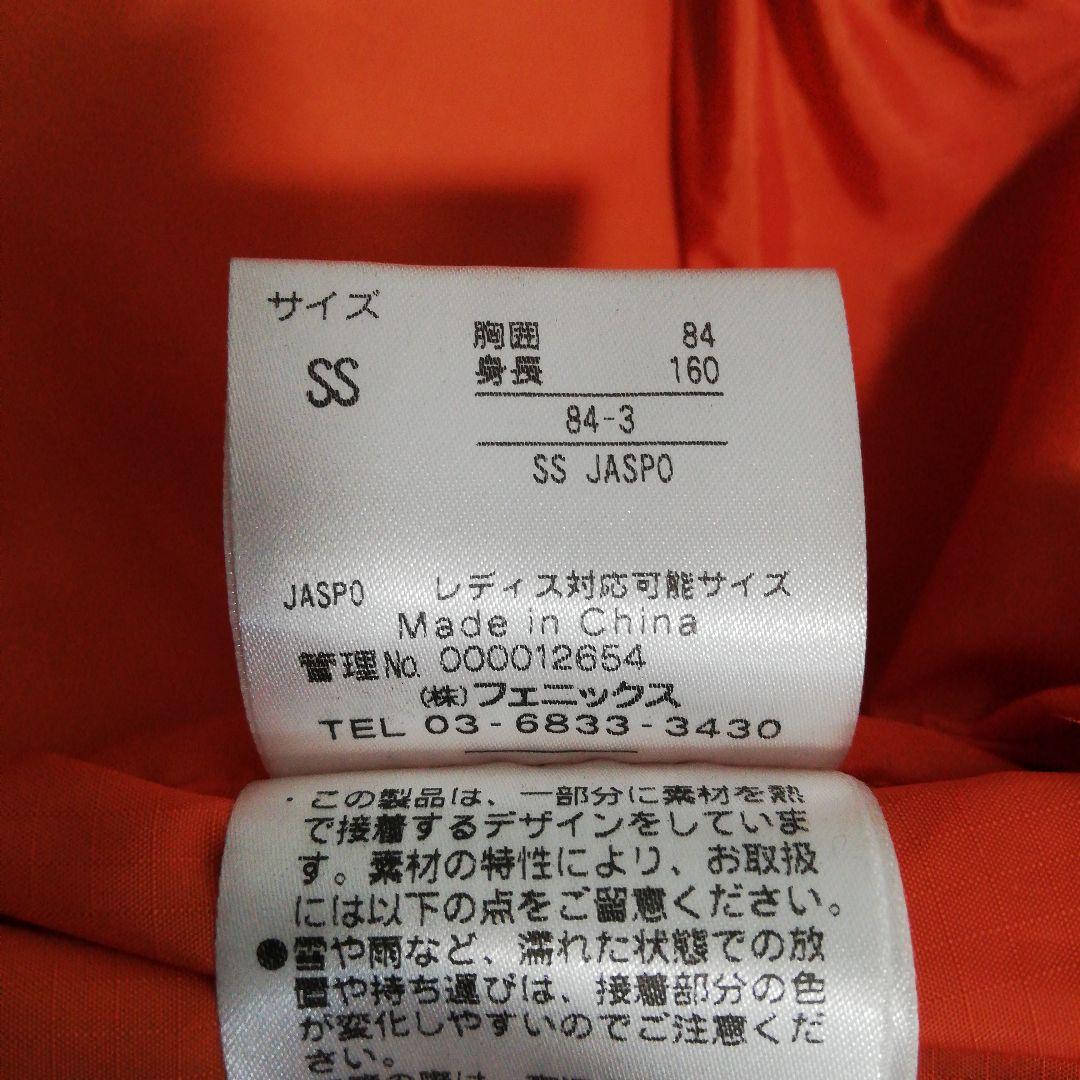 サイズ
SS
胸囲 84
身長 160
84-3
SS JASPO
JASPO レディス対応可能サイズ
Made in China
管理No. 000012654
(株)フェニックス
TEL 03-6833-3430
・この製品は、一部分に素材を熱
で接着するデザインをしていま
す。素材の特性により、お取扱
には以下の点をご留意ください。
●雪や雨など、濡れた状態での放
置や持ち運びは、接着部分の色
が変化しやすいのでご注意くだ
さい。
の際は、